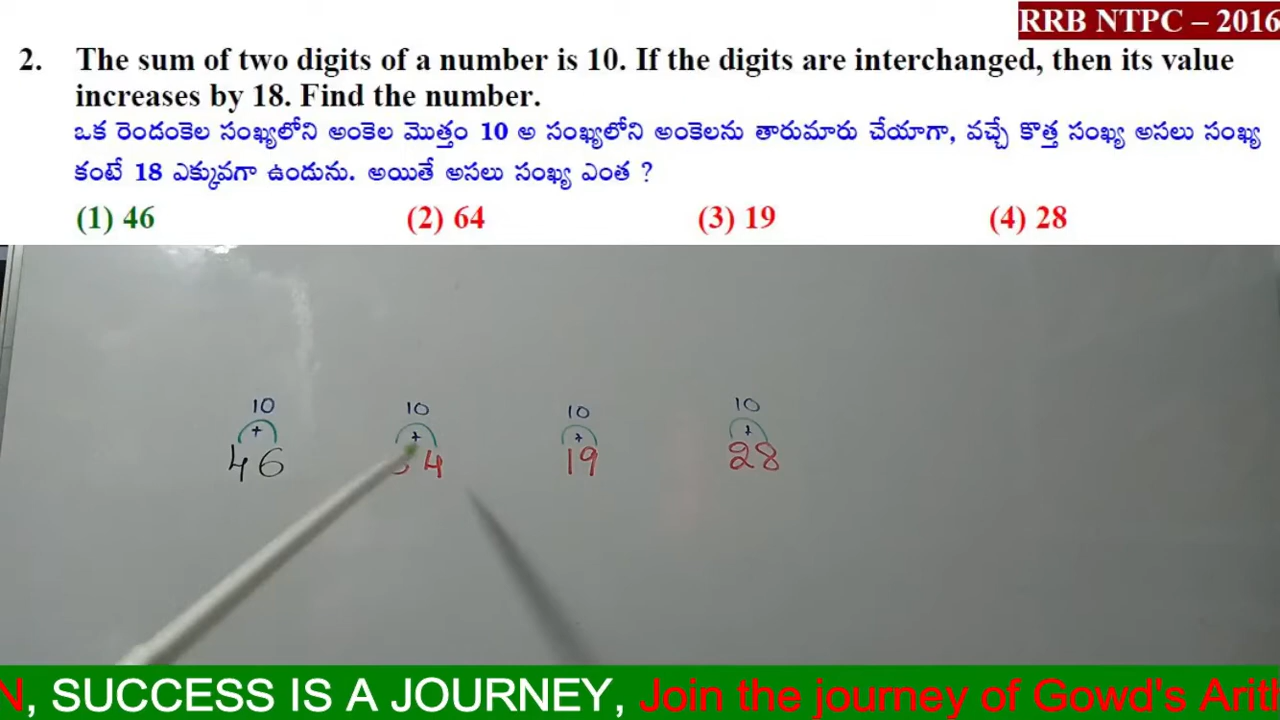 RRB NTPC – 2016
2. The sum of two digits of a number is 10. If the digits are interchanged, then its value
increases by 18. Find the number.
ఒక రెండంకెల సంఖ్యలోని అంకెల మొత్తం 10 అ సంఖ్యలోని అంకెలను తారుమారు చేయాగా, వచ్చే కొత్త సంఖ్య అసలు సంఖ్య
కంటే 18 ఎక్కువగా ఉందును. అయితే అసలు సంఖ్య ఎంత ?
(1) 46 (2) 64 (3) 19 (4) 28
10 10 10 10
+ + + +
46 4 19 28
N, SUCCESS IS A JOURNEY, Join the journey of Gowd's Arith